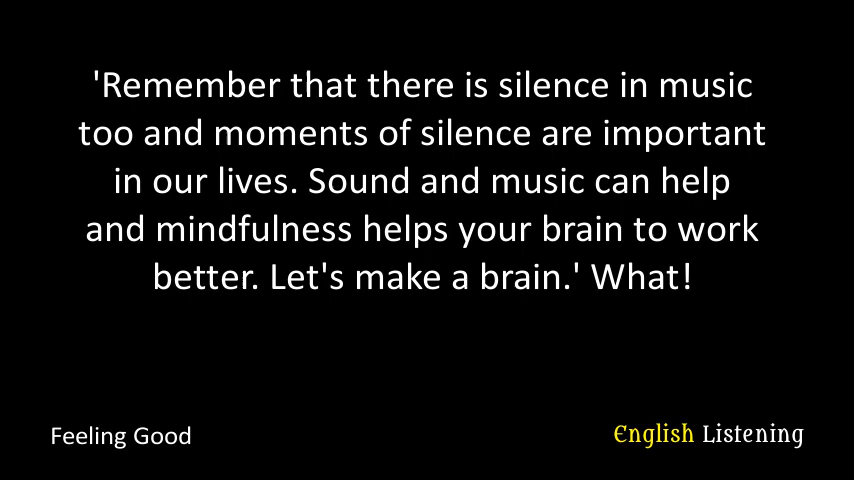 'Remember that there is silence in music
too and moments of silence are important
in our lives. Sound and music can help
and mindfulness helps your brain to work
better. Let's make a brain.' What!
Feeling Good
English Listening